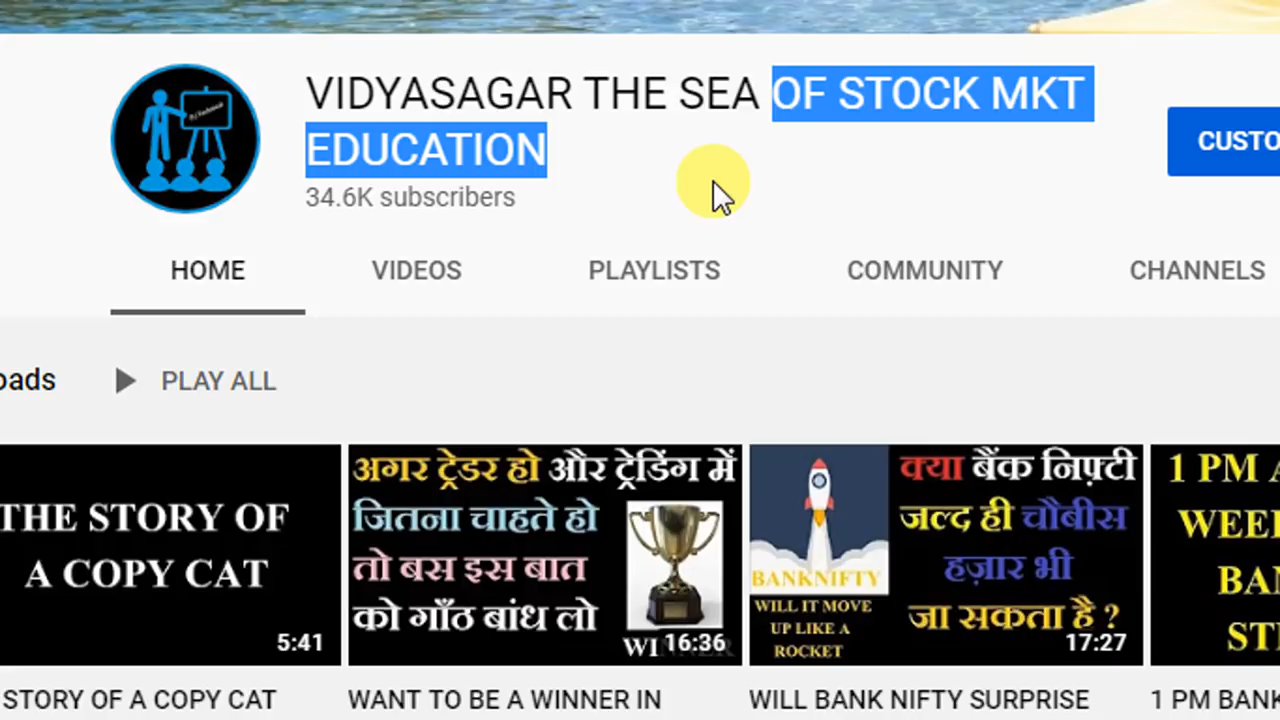 VIDYASAGAR THE SEA OF STOCK MKT
EDUCATION
34.6K subscribers
CUSTO
HOME VIDEOS PLAYLISTS COMMUNITY CHANNELS
oads PLAY ALL
THE STORY OF
A COPY CAT
5:41
अगर ट्रेडर हो और ट्रेडिंग में
जितना चाहते हो
तो बस इस बात
को गाँठ बांध लो
16:36
क्या बैंक निफ़्टी
जल्द ही चौबीस
हज़ार भी
जा सकता है ?
BANKNIFTY
WILL IT MOVE
UP LIKE A
ROCKET
17:27
1 PM A
WEE
BA
ST
STORY OF A COPY CAT
WANT TO BE A WINNER IN
WILL BANK NIFTY SURPRISE
1 PM BANK